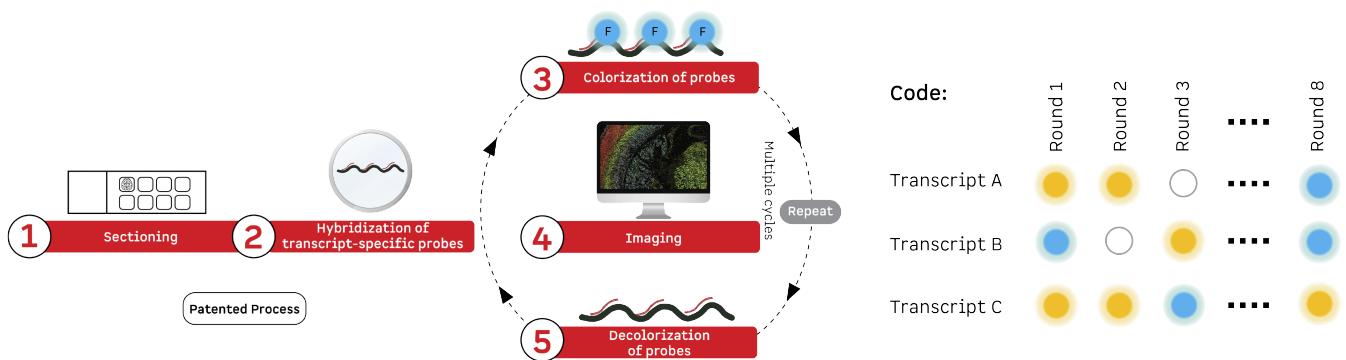 1
Sectioning
2
Hybridization of
transcript-specific probes
Patented Process
F F F
3
Colorization of probes
4
Imaging
5
Decolorization
of probes
Multiple cycles
Repeat
Code:
Round 1
Round 2
Round 3
....
Round 8
Transcript A
....
Transcript B
....
Transcript C
....